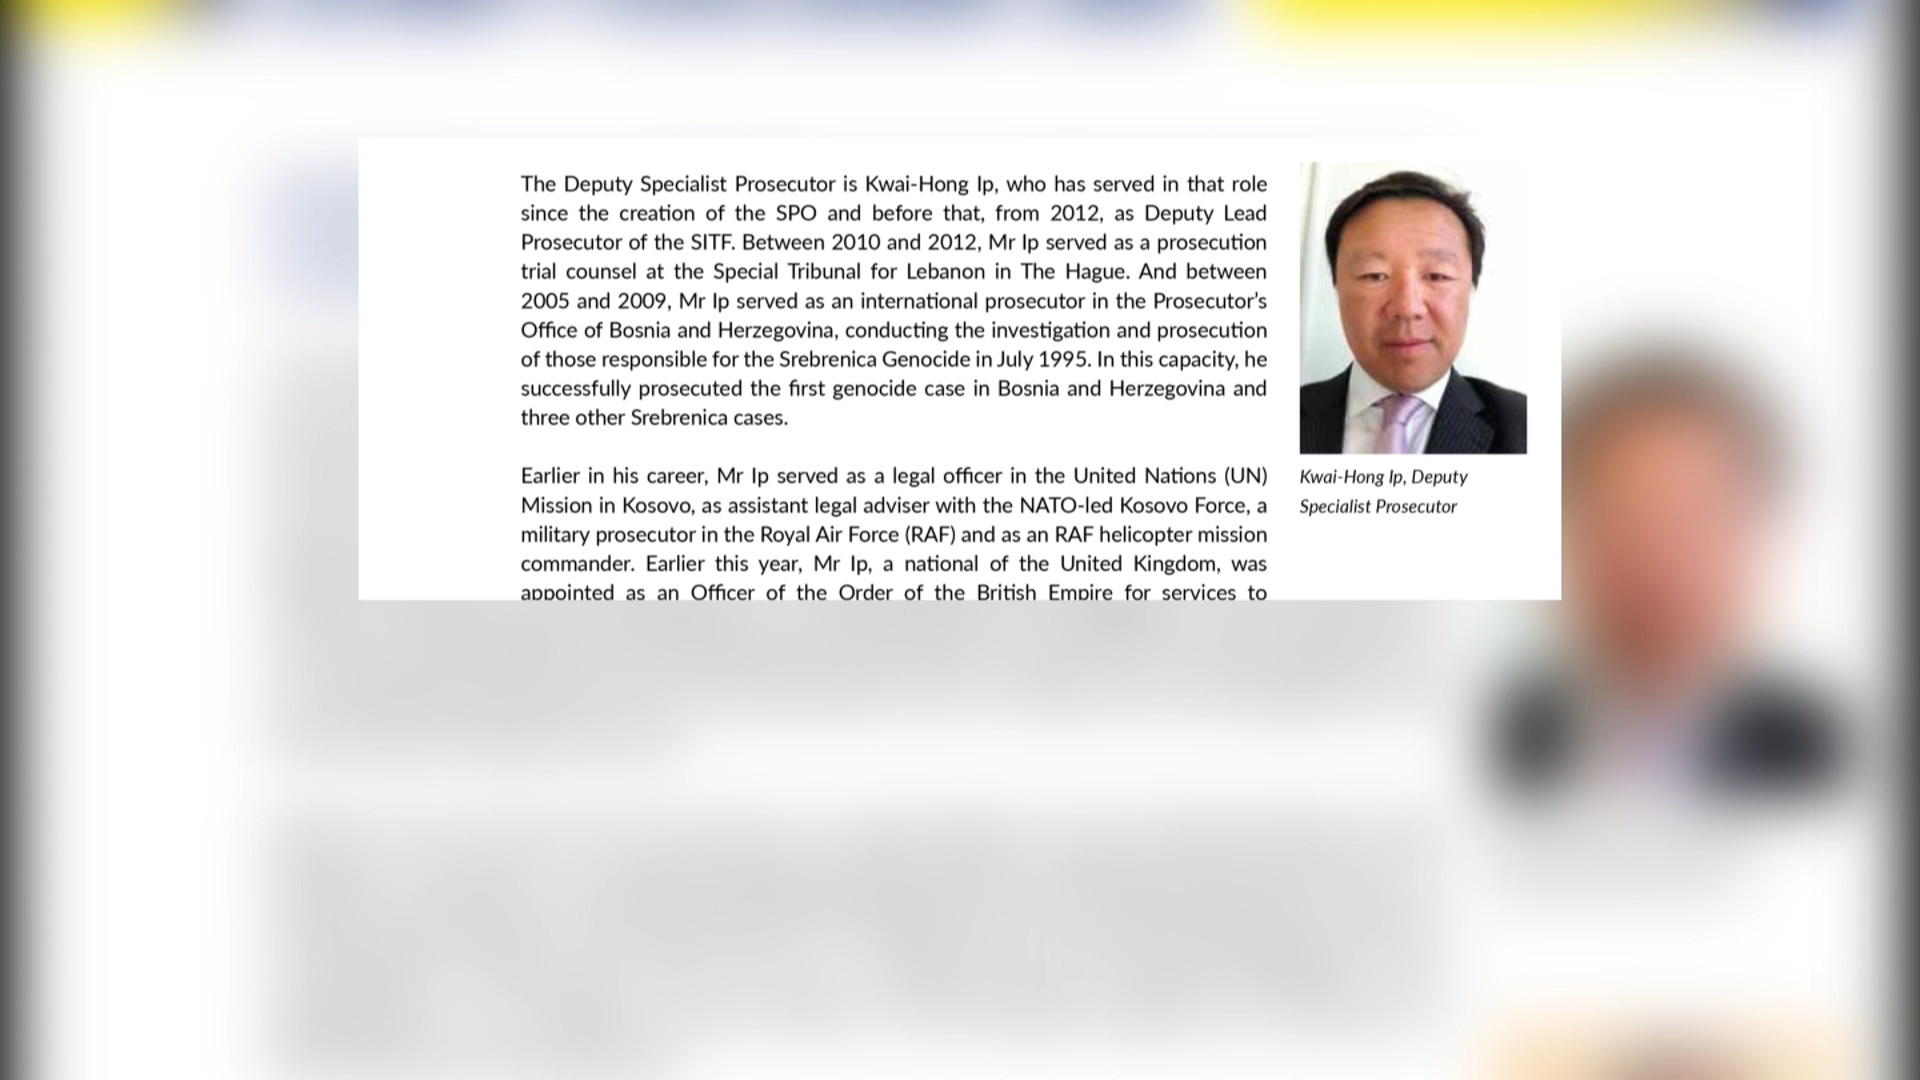 The Deputy Specialist Prosecutor is Kwai-Hong Ip, who has served in that role
since the creation of the SPO and before that, from 2012, as Deputy Lead
Prosecutor of the SITF. Between 2010 and 2012, Mr Ip served as a prosecution
trial counsel at the Special Tribunal for Lebanon in The Hague. And between
2005 and 2009, Mr Ip served as an international prosecutor in the Prosecutor's
Office of Bosnia and Herzegovina, conducting the investigation and prosecution
of those responsible for the Srebrenica Genocide in July 1995. In this capacity, he
successfully prosecuted the first genocide case in Bosnia and Herzegovina and
three other Srebrenica cases.
Earlier in his career, Mr Ip served as a legal officer in the United Nations (UN)
Mission in Kosovo, as assistant legal adviser with the NATO-led Kosovo Force, a
military prosecutor in the Royal Air Force (RAF) and as an RAF helicopter mission
commander. Earlier this year, Mr Ip, a national of the United Kingdom, was
appointed as an Officer of the Order of the British Empire for services to
Kwai-Hong Ip, Deputy
Specialist Prosecutor